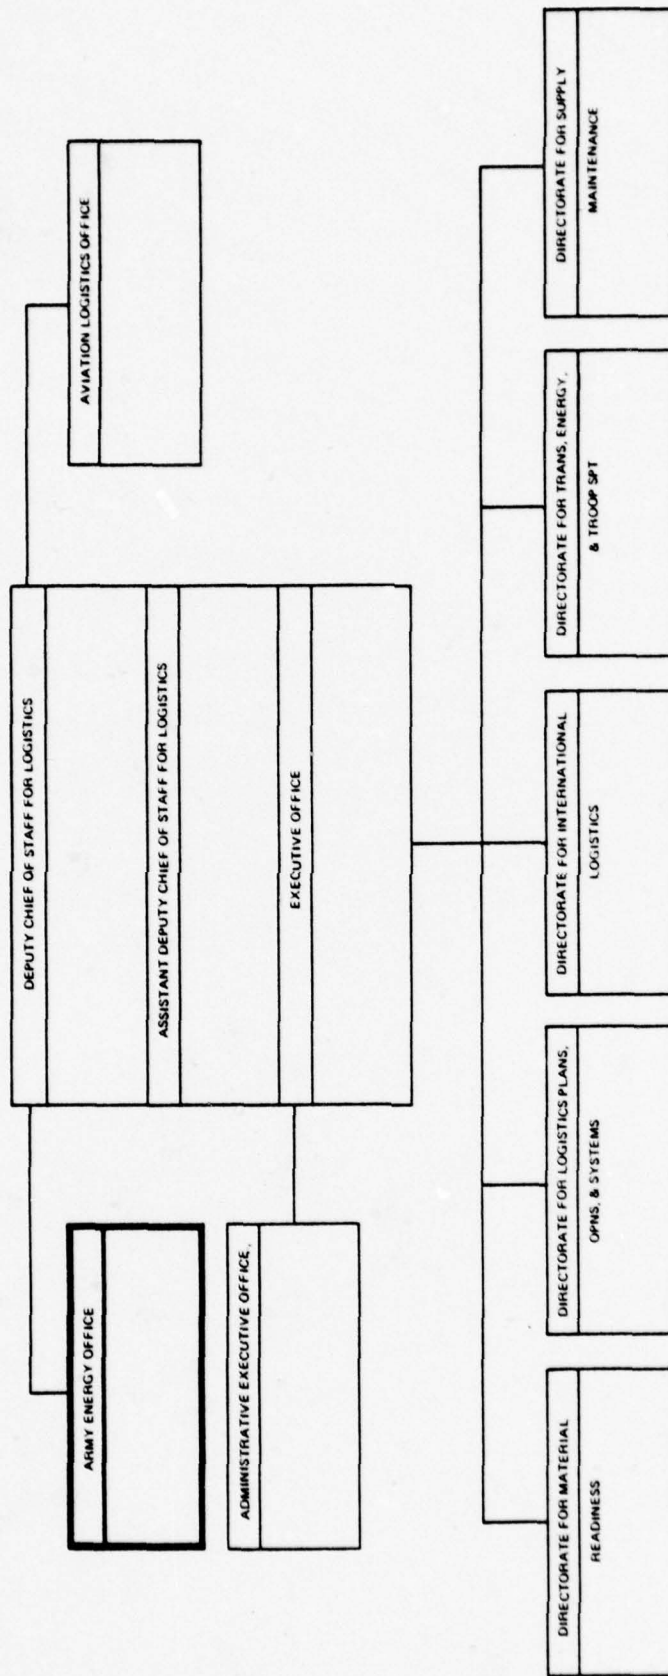 DEPUTY CHIEF OF STAFF FOR LOGISTICS
ASSISTANT DEPUTY CHIEF OF STAFF FOR LOGISTICS
EXECUTIVE OFFICE
ARMY ENERGY OFFICE
ADMINISTRATIVE EXECUTIVE OFFICE,
AVIATION LOGISTICS OFFICE
DIRECTORATE FOR MATERIAL
READINESS
DIRECTORATE FOR LOGISTICS PLANS,
OPNS, & SYSTEMS
DIRECTORATE FOR INTERNATIONAL
LOGISTICS
DIRECTORATE FOR TRANS, ENERGY,
& TROOP SPT
DIRECTORATE FOR SUPPLY
MAINTENANCE